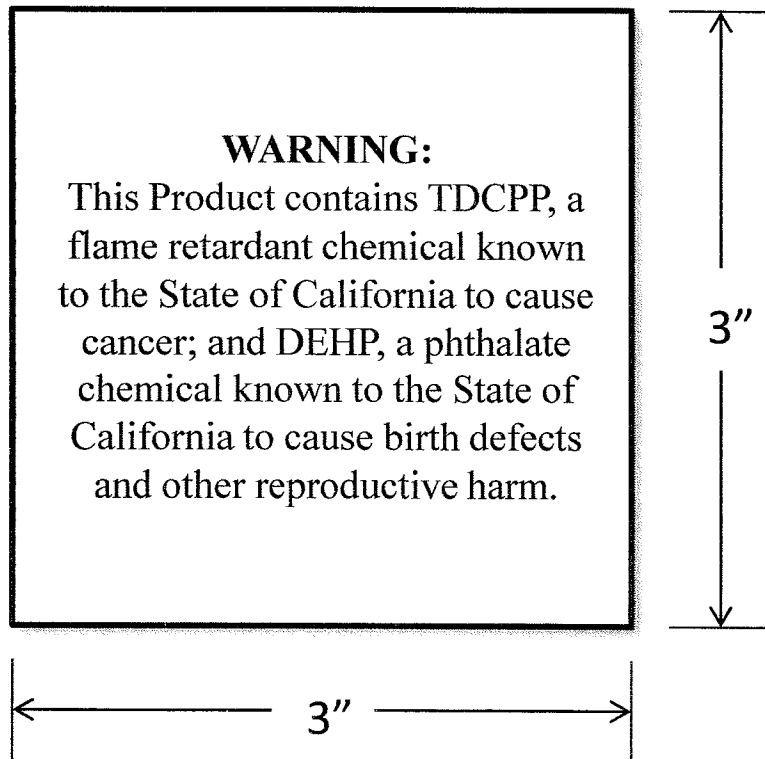 WARNING:
This Product contains TDCPP, a
flame retardant chemical known
to the State of California to cause
cancer; and DEHP, a phthalate
chemical known to the State of
California to cause birth defects
and other reproductive harm.
3"
3"